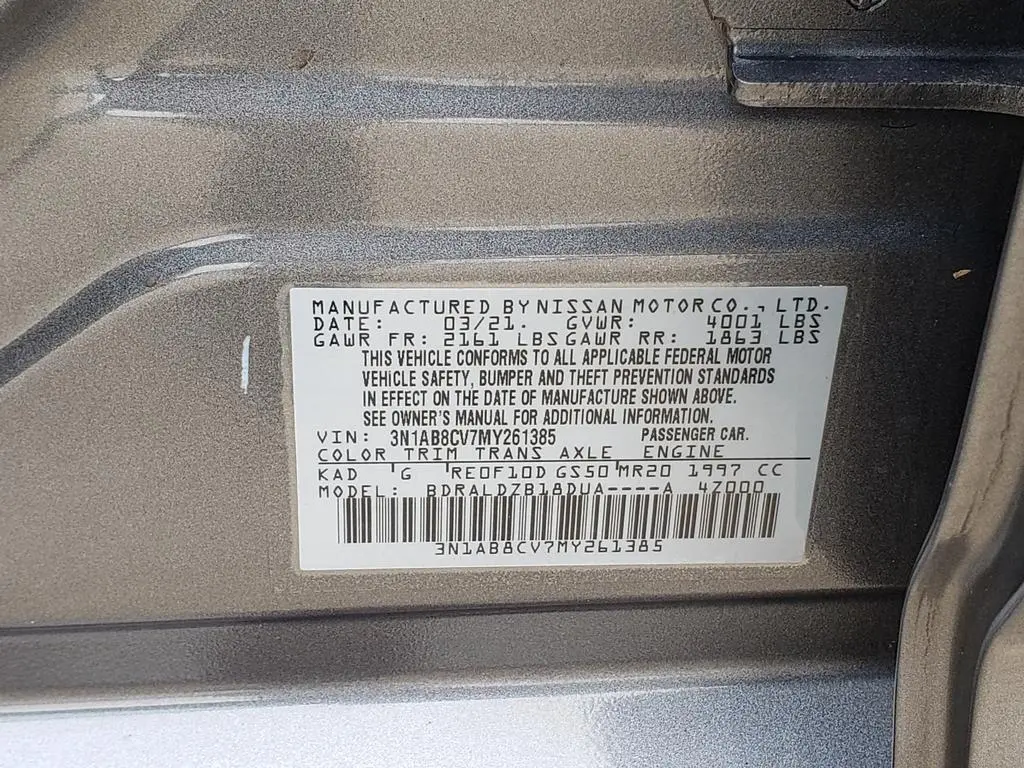 MANUFACTURED BY NISSAN MOTOR CO., LTD.
DATE: 03/21. GVWR: 4001 LBS
GAWR FR: 2161 LBS GAWR RR: 1863 LBS
THIS VEHICLE CONFORMS TO ALL APPLICABLE FEDERAL MOTOR
VEHICLE SAFETY, BUMPER AND THEFT PREVENTION STANDARDS
IN EFFECT ON THE DATE OF MANUFACTURE SHOWN ABOVE.
SEE OWNER'S MANUAL FOR ADDITIONAL INFORMATION.
VIN: 3N1AB8CV7MY261385 PASSENGER CAR.
COLOR TRIM TRANS AXLE ENGINE
KAD G RE0F10D GS50 MR20 1997 CC
MODEL: BDRALDZB18DUA----A 47000
3N1AB8CV7MY261385